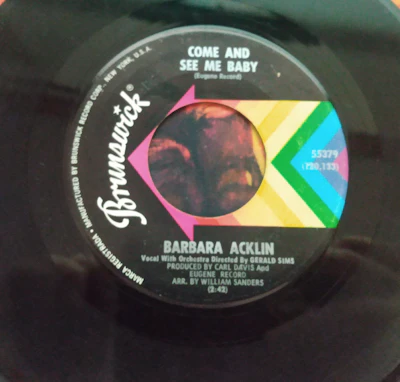 COME AND
SEE ME BABY
(Eugene Record)
Brunswick®
MARCA REGISTRADA • MANUFACTURED BY BRUNSWICK RECORD CORP., NEW YORK, U.S.A.
55379
(120,123)
BARBARA ACKLIN
Vocal With Orchestra Directed By GERALD SIMS
PRODUCED BY CARL DAVIS And
EUGENE RECORD
ARR. BY WILLIAM SANDERS
(2:42)